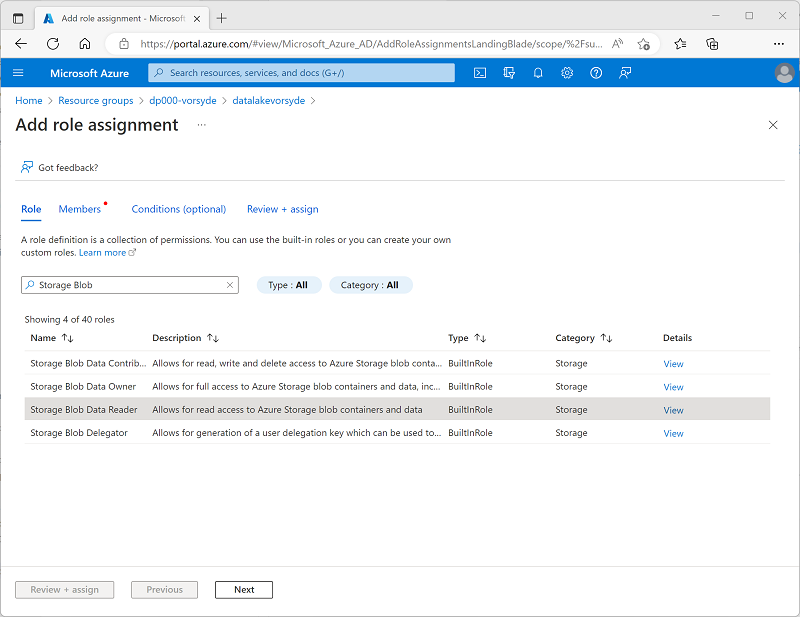 Add role assignment - Microsoft
https://portal.azure.com/#view/Microsoft_Azure_AD/AddRoleAssignmentsLandingBlade/scope/%2Fsu...
Microsoft Azure
Search resources, services, and docs (G+/)
Home > Resource groups > dp000-vorsyde > datalakevorsyde >
Add role assignment ...
Got feedback?
Role Members Conditions (optional) Review + assign
A role definition is a collection of permissions. You can use the built-in roles or you can create your own
custom roles. Learn more
Storage Blob Type : All Category : All
Showing 4 of 40 roles
Name Description Type Category Details
Storage Blob Data Contrib... Allows for read, write and delete access to Azure Storage blob conta... BuiltInRole Storage View
Storage Blob Data Owner Allows for full access to Azure Storage blob containers and data, inc... BuiltInRole Storage View
Storage Blob Data Reader Allows for read access to Azure Storage blob containers and data BuiltInRole Storage View
Storage Blob Delegator Allows for generation of a user delegation key which can be used to... BuiltInRole Storage View
Review + assign Previous Next